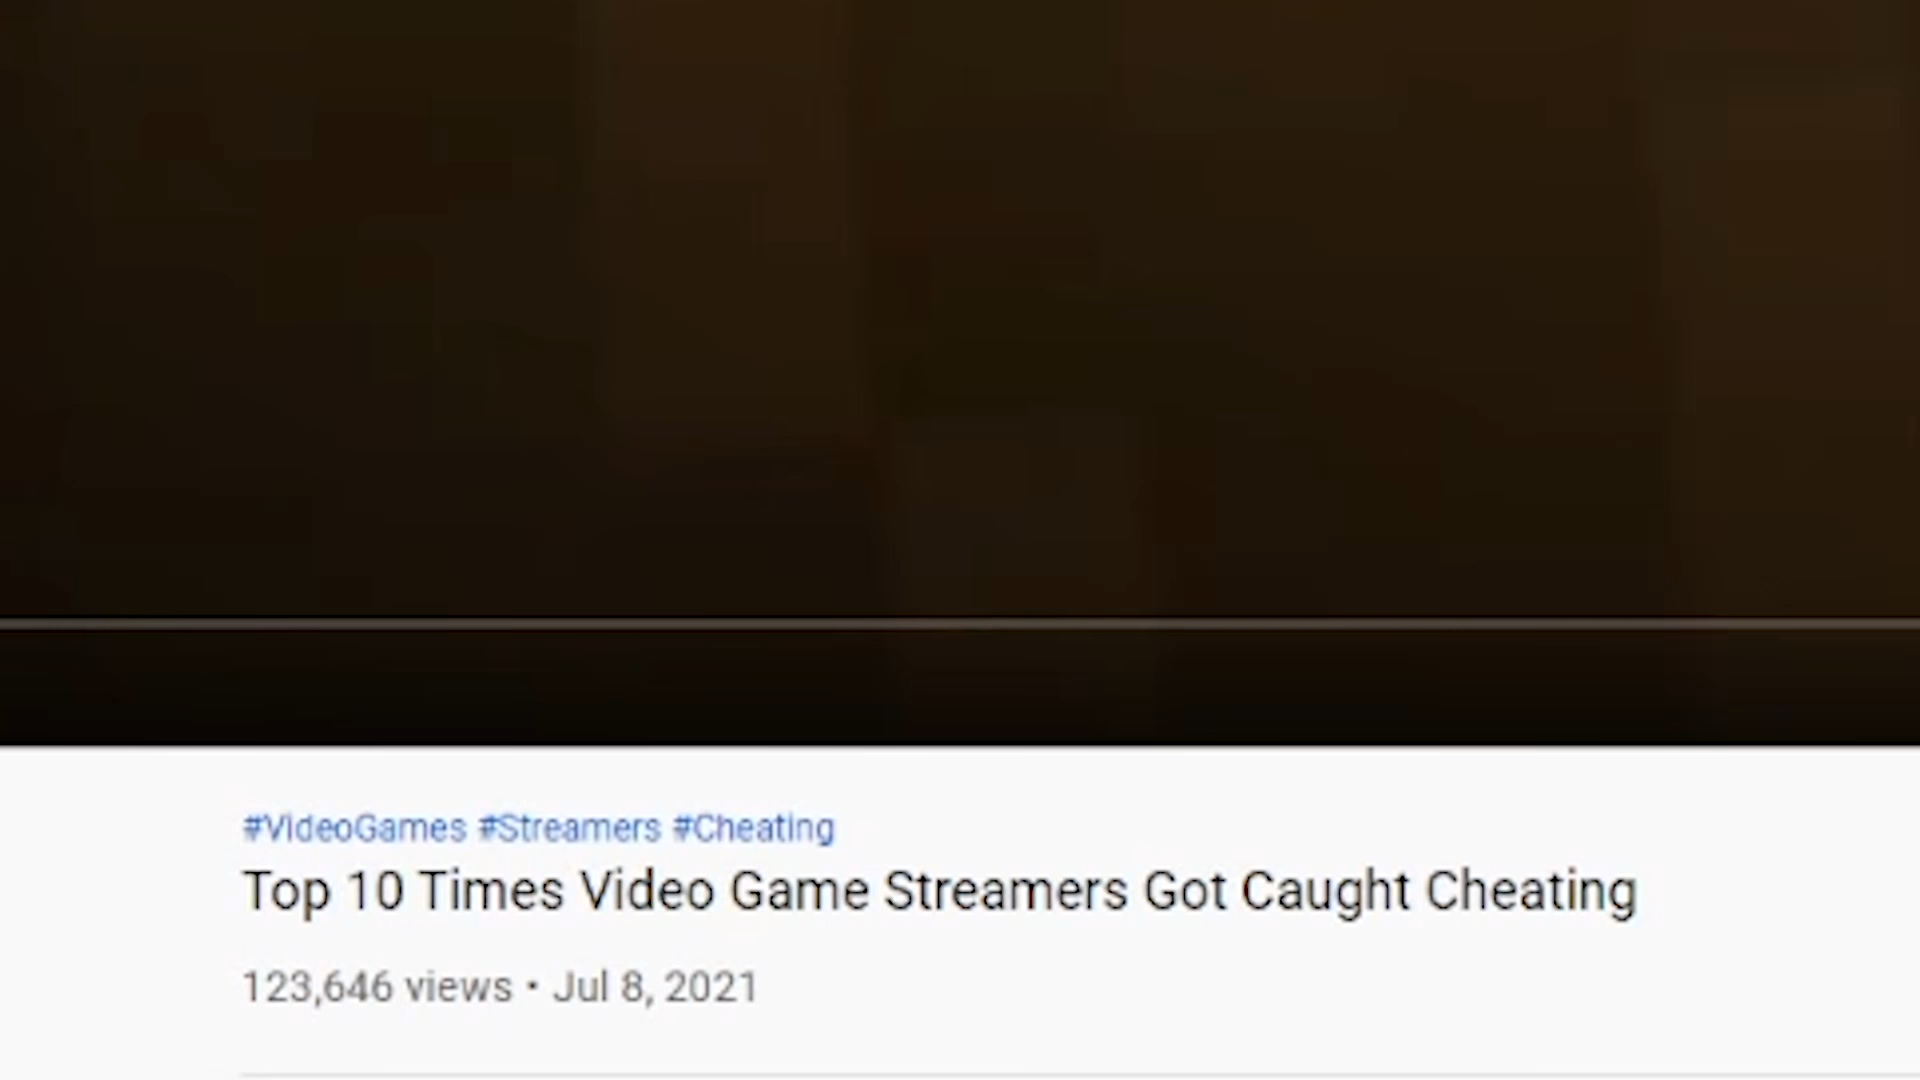 #VideoGames #Streamers #Cheating
Top 10 Times Video Game Streamers Got Caught Cheating
123,646 views • Jul 8, 2021